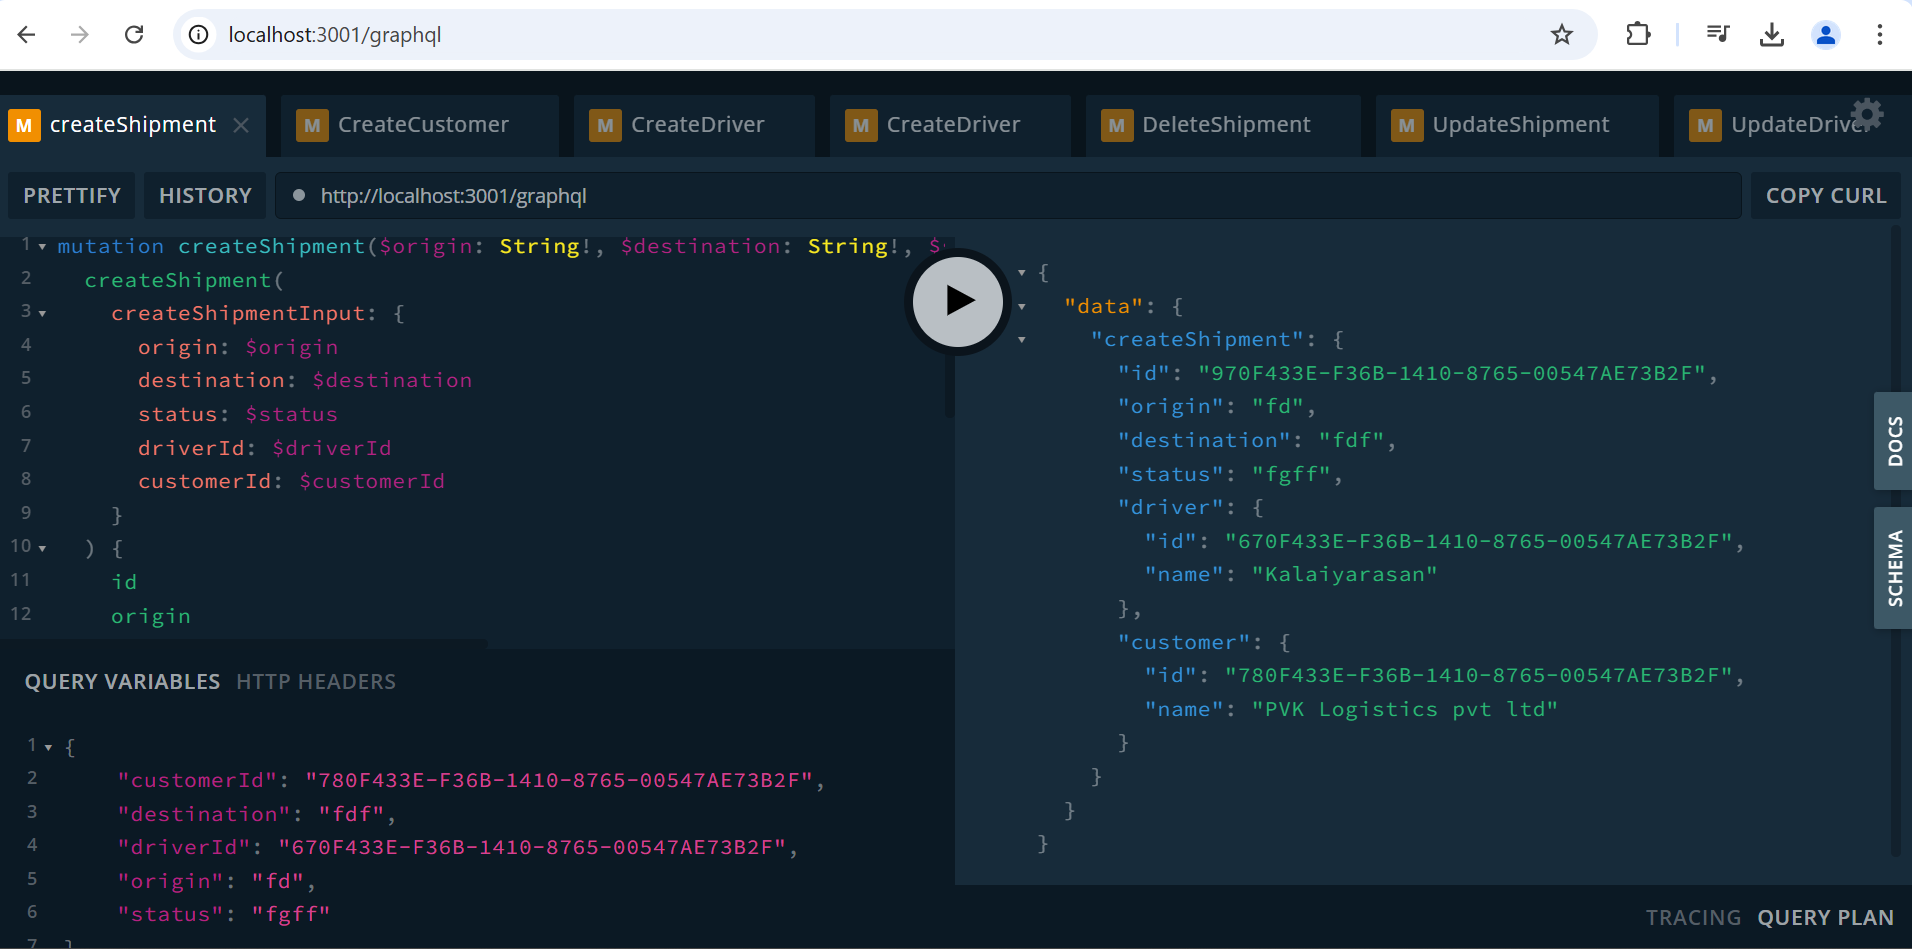 localhost:3001/graphql
M createShipment
M CreateCustomer
M CreateDriver
M CreateDriver
M DeleteShipment
M UpdateShipment
M UpdateDriver
PRETTIFY
HISTORY
http://localhost:3001/graphql
COPY CURL
1 mutation createShipment($origin: String!, $destination: String!, $
2 createShipment(
3 createShipmentInput: {
4 origin: $origin
5 destination: $destination
6 status: $status
7 driverId: $driverId
8 customerId: $customerId
9 }
10 ) {
11 id
12 origin
QUERY VARIABLES HTTP HEADERS
1 {
2 "customerId": "780F433E-F36B-1410-8765-00547AE73B2F",
3 "destination": "fdf",
4 "driverId": "670F433E-F36B-1410-8765-00547AE73B2F",
5 "origin": "fd",
6 "status": "fgff"
7 }
{
"data": {
"createShipment": {
"id": "970F433E-F36B-1410-8765-00547AE73B2F",
"origin": "fd",
"destination": "fdf",
"status": "fgff",
"driver": {
"id": "670F433E-F36B-1410-8765-00547AE73B2F",
"name": "Kalaiyarasan"
},
"customer": {
"id": "780F433E-F36B-1410-8765-00547AE73B2F",
"name": "PVK Logistics pvt ltd"
}
}
}
}
DOCS
SCHEMA
TRACING QUERY PLAN